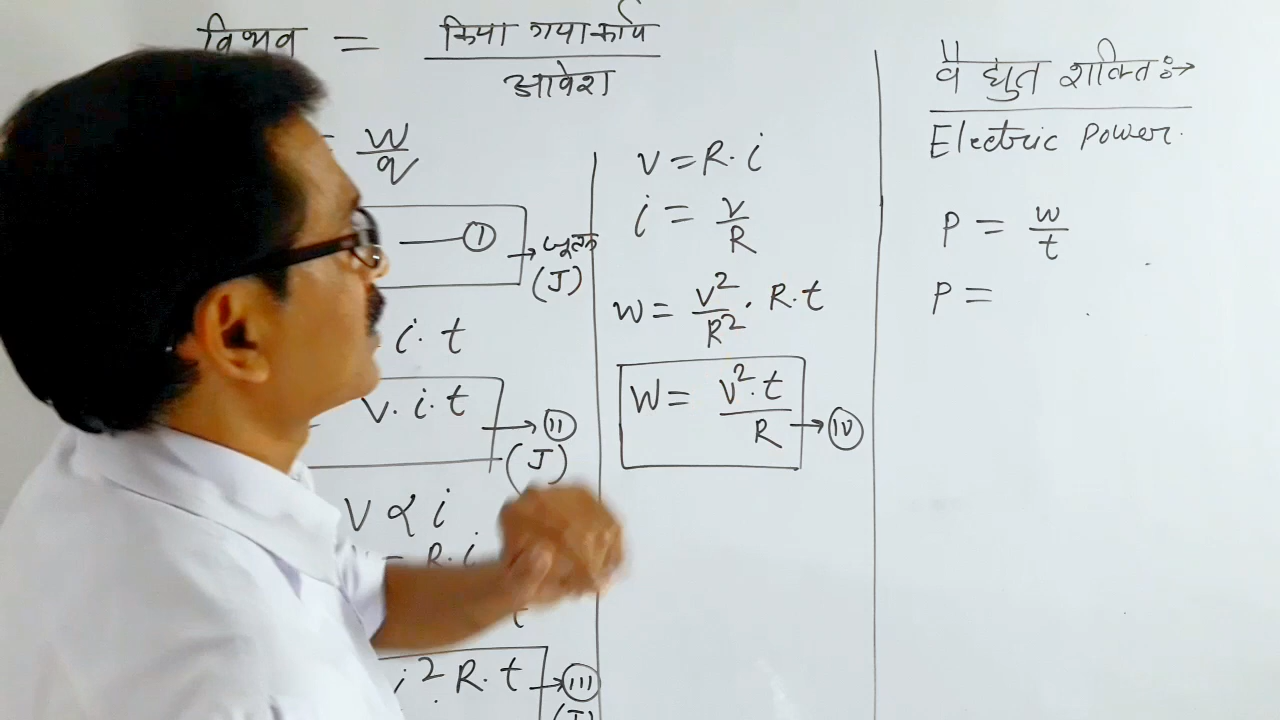 विभव = किया गया कार्य / आवेश
W / q
— (I) → जूल (J)
i · t
V · i · t → (II) (J)
V ∝ i
= R · i
t
i² R · t → (III) (J)
V = R · i
i = V / R
W = V² / R² · R · t
W = V² · t / R → (IV)
वैद्युत शक्ति :→
Electric Power.
P = W / t
P =